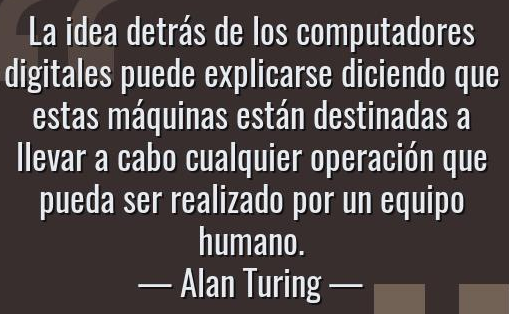 La idea detrás de los computadores
digitales puede explicarse diciendo que
estas máquinas están destinadas a
llevar a cabo cualquier operación que
pueda ser realizado por un equipo
humano.
— Alan Turing —